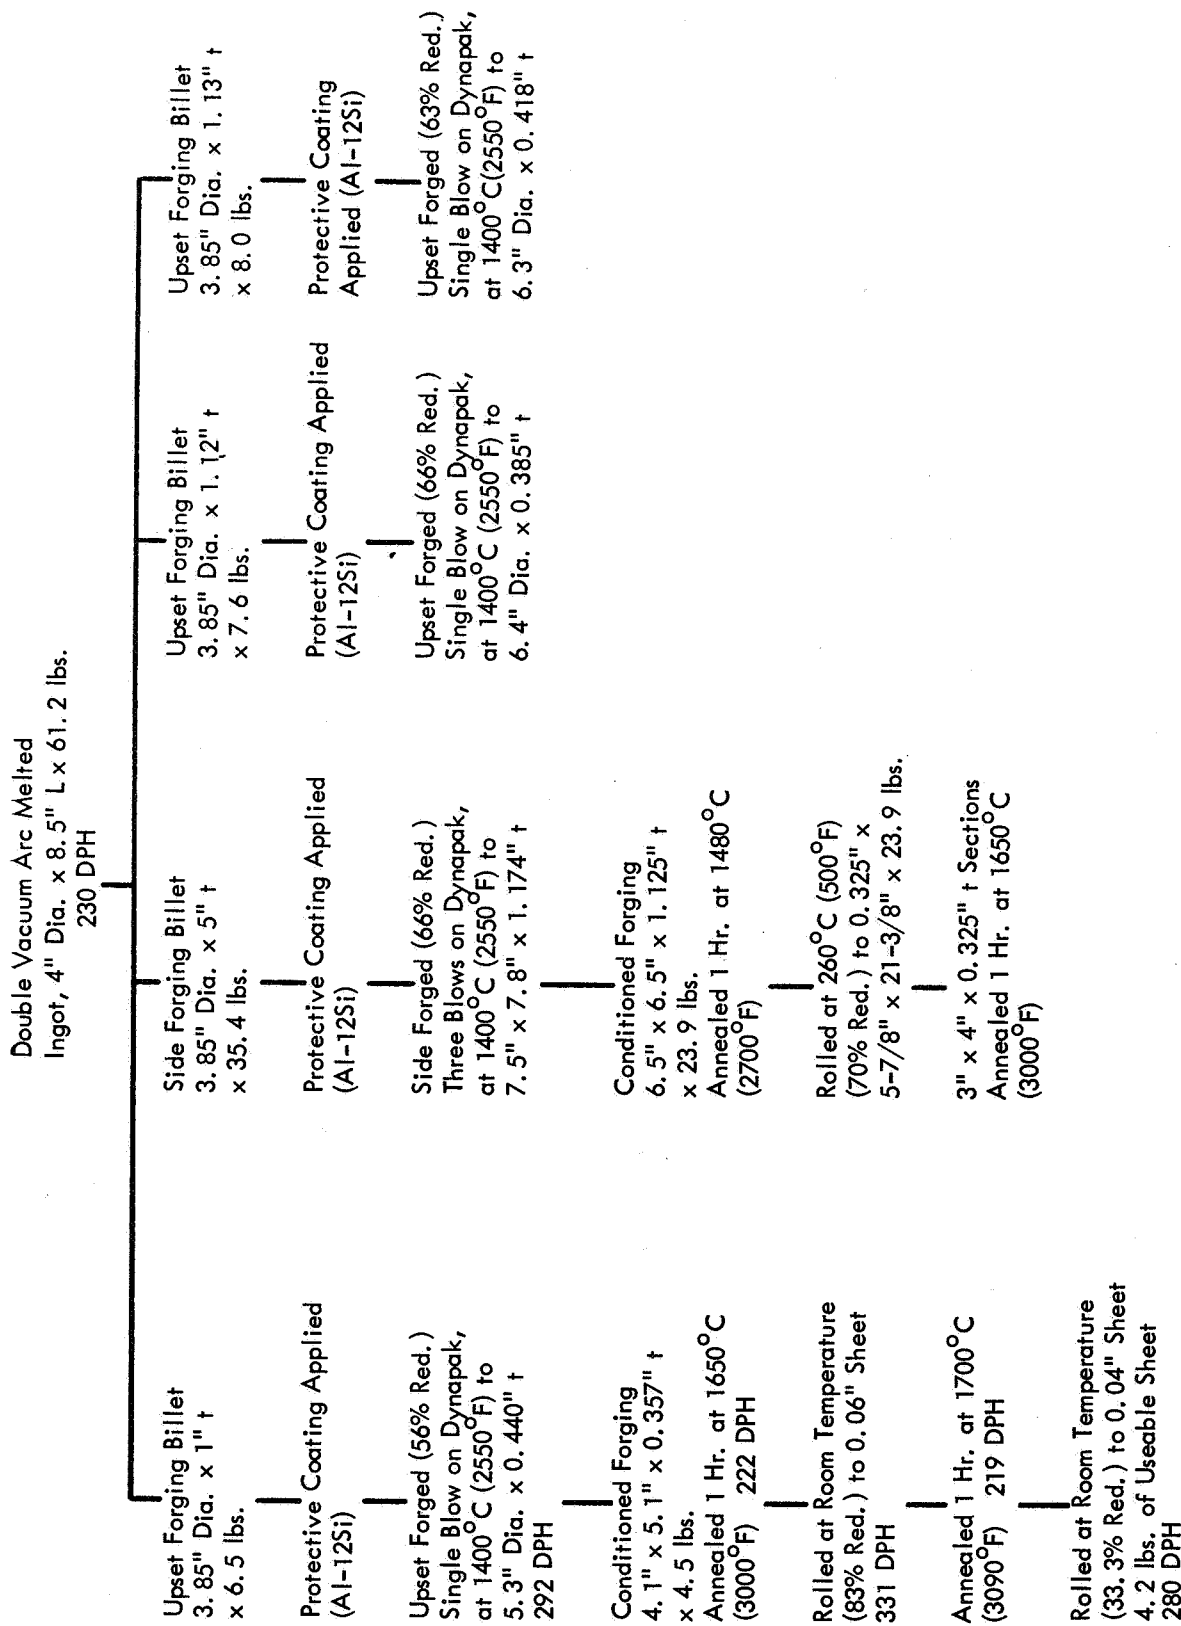 Double Vacuum Arc Melted
Ingot, 4" Dia. x 8.5" L x 61.2 lbs.
230 DPH
Upset Forging Billet
3.85" Dia. x 1" t
x 6.5 lbs.
Protective Coating Applied
(Al-12Si)
Upset Forged (56% Red.)
Single Blow on Dynapak,
at 1400°C (2550°F) to
5.3" Dia. x 0.440" t
292 DPH
Conditioned Forging
4.1" x 5.1" x 0.357" t
x 4.5 lbs.
Annealed 1 Hr. at 1650°C
(3000°F) 222 DPH
Rolled at Room Temperature
(83% Red.) to 0.06" Sheet
331 DPH
Annealed 1 Hr. at 1700°C
(3090°F) 219 DPH
Rolled at Room Temperature
(33.3% Red.) to 0.04" Sheet
4.2 lbs. of Useable Sheet
280 DPH
Side Forging Billet
3.85" Dia. x 5" t
x 35.4 lbs.
Protective Coating Applied
(Al-12Si)
Side Forged (66% Red.)
Three Blows on Dynapak,
at 1400°C (2550°F) to
7.5" x 7.8" x 1.174" t
Conditioned Forging
6.5" x 6.5" x 1.125" t
x 23.9 lbs.
Annealed 1 Hr. at 1480°C
(2700°F)
Rolled at 260°C (500°F)
(70% Red.) to 0.325" x
5-7/8" x 21-3/8" x 23.9 lbs.
3" x 4" x 0.325" t Sections
Annealed 1 Hr. at 1650°C
(3000°F)
Upset Forging Billet
3.85" Dia. x 1.12" t
x 7.6 lbs.
Protective Coating Applied
(Al-12Si)
Upset Forged (66% Red.)
Single Blow on Dynapak,
at 1400°C (2550°F) to
6.4" Dia. x 0.385" t
Upset Forging Billet
3.85" Dia. x 1.13" t
x 8.0 lbs.
Protective Coating
Applied (Al-12Si)
Upset Forged (63% Red.)
Single Blow on Dynapak,
at 1400°C(2550°F) to
6.3" Dia. x 0.418" t